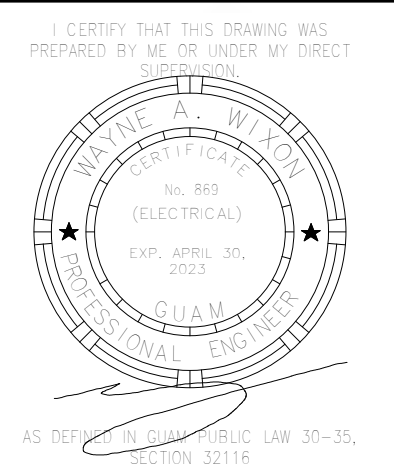 I CERTIFY THAT THIS DRAWING WAS
PREPARED BY ME OR UNDER MY DIRECT
SUPERVISION.
WAYNE A. WIXON
CERTIFICATE
No. 869
(ELECTRICAL)
EXP. APRIL 30,
2023
GUAM
PROFESSIONAL ENGINEER
AS DEFINED IN GUAM PUBLIC LAW 30-35,
SECTION 32116